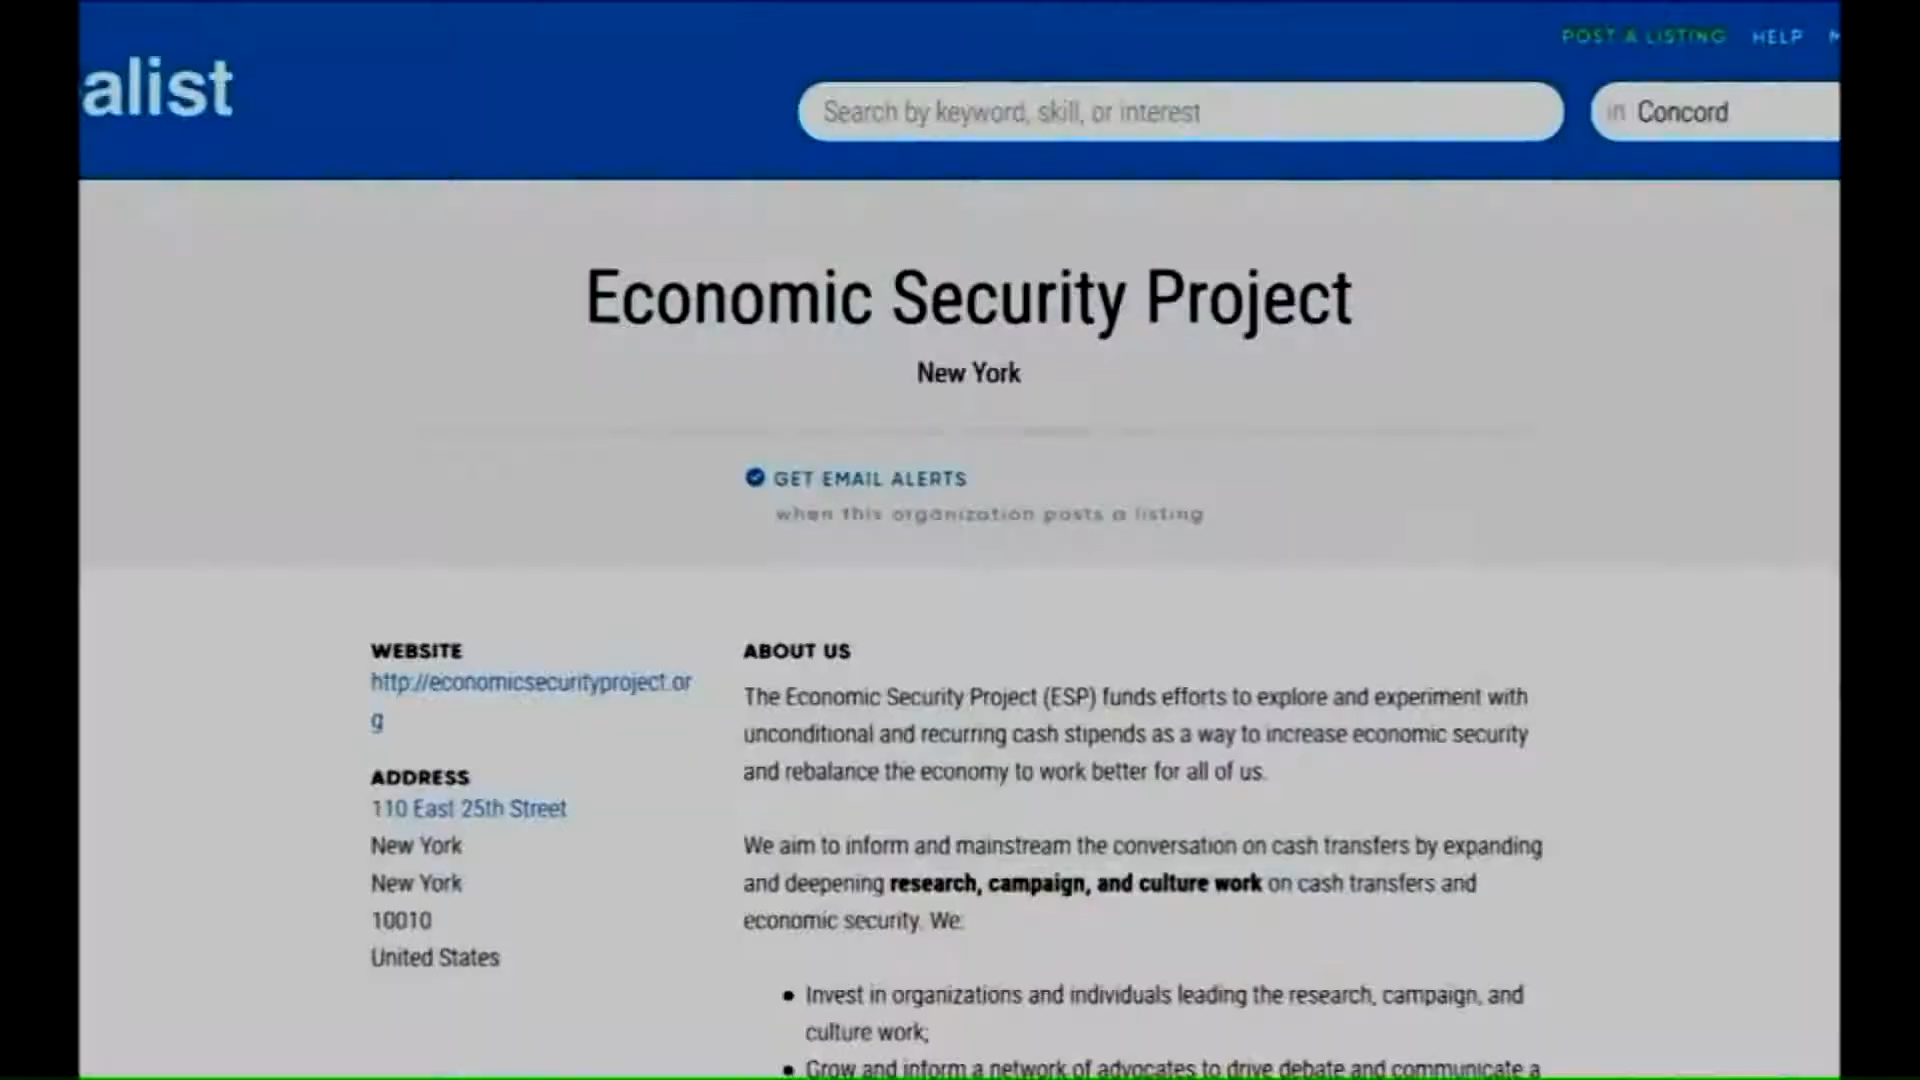 POST A LISTING HELP
alist
Search by keyword, skill, or interest
in Concord
Economic Security Project
New York
GET EMAIL ALERTS
when this organization posts a listing
WEBSITE
http://economicsecurityproject.or
g
ADDRESS
110 East 25th Street
New York
New York
10010
United States
ABOUT US
The Economic Security Project (ESP) funds efforts to explore and experiment with
unconditional and recurring cash stipends as a way to increase economic security
and rebalance the economy to work better for all of us.
We aim to inform and mainstream the conversation on cash transfers by expanding
and deepening research, campaign, and culture work on cash transfers and
economic security. We:
• Invest in organizations and individuals leading the research, campaign, and
culture work;
• Grow and inform a network of advocates to drive debate and communicate a